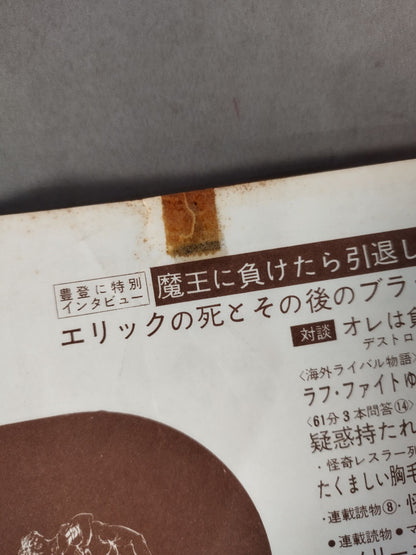 豊登に特別
インタビュー
魔王に負けたら引退し
エリックの死とその後のブラ
対談 オレは
デストロ
〈海外ライバル物語〉
ラフ・ファイトゆ
〈61分3本問答⑭〉
疑惑持たれ
・怪奇レスラー列
たくましい胸毛
・連載読物⑧・怪
●連載読物●